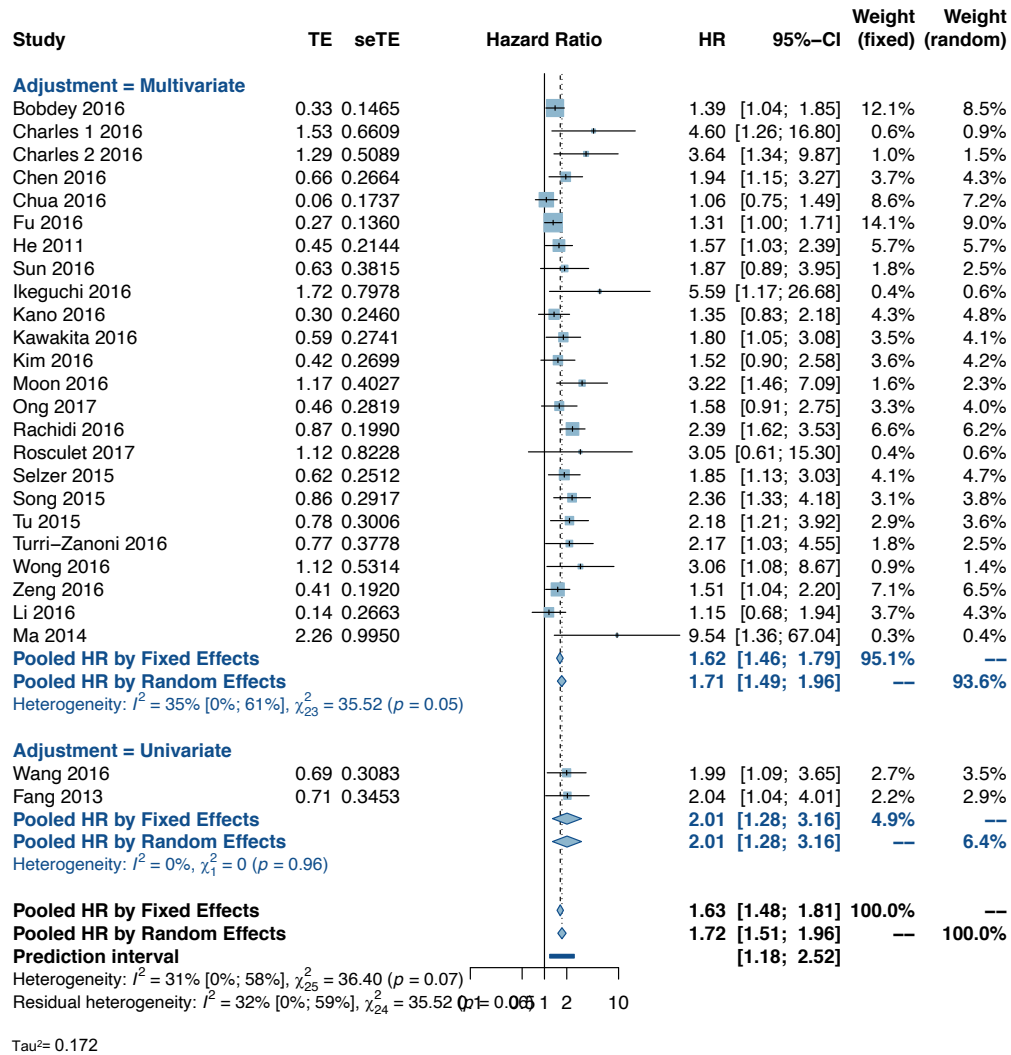 Weight Weight
Study TE seTE Hazard Ratio HR 95%−CI (fixed) (random)
Adjustment = Multivariate
Bobdey 2016 0.33 0.1465 1.39 [1.04; 1.85] 12.1% 8.5%
Charles 1 2016 1.53 0.6609 4.60 [1.26; 16.80] 0.6% 0.9%
Charles 2 2016 1.29 0.5089 3.64 [1.34; 9.87] 1.0% 1.5%
Chen 2016 0.66 0.2664 1.94 [1.15; 3.27] 3.7% 4.3%
Chua 2016 0.06 0.1737 1.06 [0.75; 1.49] 8.6% 7.2%
Fu 2016 0.27 0.1360 1.31 [1.00; 1.71] 14.1% 9.0%
He 2011 0.45 0.2144 1.57 [1.03; 2.39] 5.7% 5.7%
Sun 2016 0.63 0.3815 1.87 [0.89; 3.95] 1.8% 2.5%
Ikeguchi 2016 1.72 0.7978 5.59 [1.17; 26.68] 0.4% 0.6%
Kano 2016 0.30 0.2460 1.35 [0.83; 2.18] 4.3% 4.8%
Kawakita 2016 0.59 0.2741 1.80 [1.05; 3.08] 3.5% 4.1%
Kim 2016 0.42 0.2699 1.52 [0.90; 2.58] 3.6% 4.2%
Moon 2016 1.17 0.4027 3.22 [1.46; 7.09] 1.6% 2.3%
Ong 2017 0.46 0.2819 1.58 [0.91; 2.75] 3.3% 4.0%
Rachidi 2016 0.87 0.1990 2.39 [1.62; 3.53] 6.6% 6.2%
Rosculet 2017 1.12 0.8228 3.05 [0.61; 15.30] 0.4% 0.6%
Selzer 2015 0.62 0.2512 1.85 [1.13; 3.03] 4.1% 4.7%
Song 2015 0.86 0.2917 2.36 [1.33; 4.18] 3.1% 3.8%
Tu 2015 0.78 0.3006 2.18 [1.21; 3.92] 2.9% 3.6%
Turri−Zanoni 2016 0.77 0.3778 2.17 [1.03; 4.55] 1.8% 2.5%
Wong 2016 1.12 0.5314 3.06 [1.08; 8.67] 0.9% 1.4%
Zeng 2016 0.41 0.1920 1.51 [1.04; 2.20] 7.1% 6.5%
Li 2016 0.14 0.2663 1.15 [0.68; 1.94] 3.7% 4.3%
Ma 2014 2.26 0.9950 9.54 [1.36; 67.04] 0.3% 0.4%
Pooled HR by Fixed Effects 1.62 [1.46; 1.79] 95.1% −−
Pooled HR by Random Effects 1.71 [1.49; 1.96] −− 93.6%
Heterogeneity: I² = 35% [0%; 61%], χ²₂₃ = 35.52 (p = 0.05)
Adjustment = Univariate
Wang 2016 0.69 0.3083 1.99 [1.09; 3.65] 2.7% 3.5%
Fang 2013 0.71 0.3453 2.04 [1.04; 4.01] 2.2% 2.9%
Pooled HR by Fixed Effects 2.01 [1.28; 3.16] 4.9% −−
Pooled HR by Random Effects 2.01 [1.28; 3.16] −− 6.4%
Heterogeneity: I² = 0%, χ²₁ = 0 (p = 0.96)
Pooled HR by Fixed Effects 1.63 [1.48; 1.81] 100.0% −−
Pooled HR by Random Effects 1.72 [1.51; 1.96] −− 100.0%
Prediction interval [1.18; 2.52]
Heterogeneity: I² = 31% [0%; 58%], χ²₂₅ = 36.40 (p = 0.07)
Residual heterogeneity: I² = 32% [0%; 59%], χ²₂₄ = 35.52 1 2 10
Tau²= 0.172